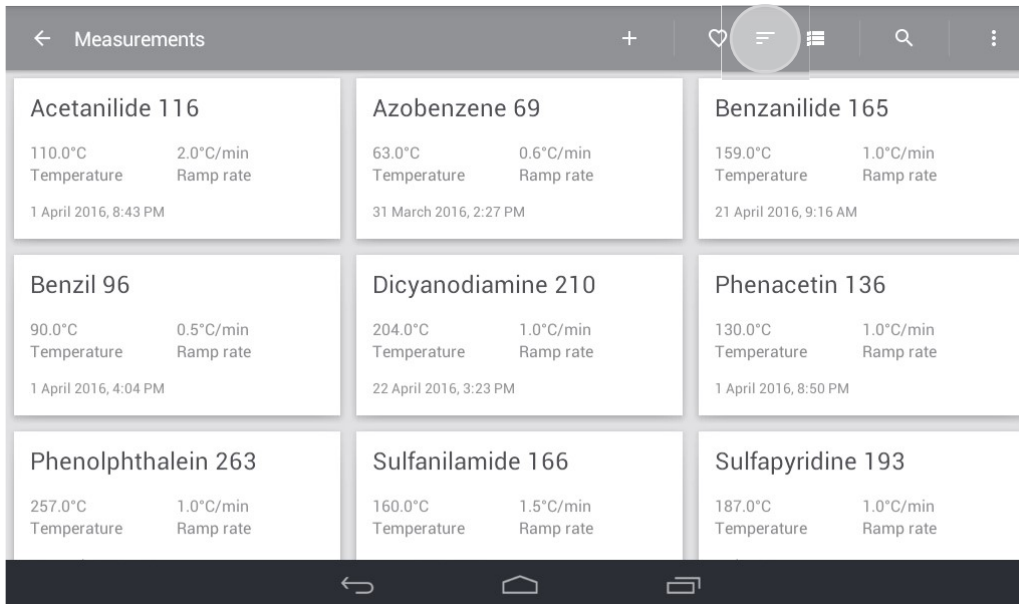 Measurements
Acetanilide 116
110.0°C 2.0°C/min
Temperature Ramp rate
1 April 2016, 8:43 PM
Azobenzene 69
63.0°C 0.6°C/min
Temperature Ramp rate
31 March 2016, 2:27 PM
Benzanilide 165
159.0°C 1.0°C/min
Temperature Ramp rate
21 April 2016, 9:16 AM
Benzil 96
90.0°C 0.5°C/min
Temperature Ramp rate
1 April 2016, 4:04 PM
Dicyanodiamine 210
204.0°C 1.0°C/min
Temperature Ramp rate
22 April 2016, 3:23 PM
Phenacetin 136
130.0°C 1.0°C/min
Temperature Ramp rate
1 April 2016, 8:50 PM
Phenolphthalein 263
257.0°C 1.0°C/min
Temperature Ramp rate
Sulfanilamide 166
160.0°C 1.5°C/min
Temperature Ramp rate
Sulfapyridine 193
187.0°C 1.0°C/min
Temperature Ramp rate